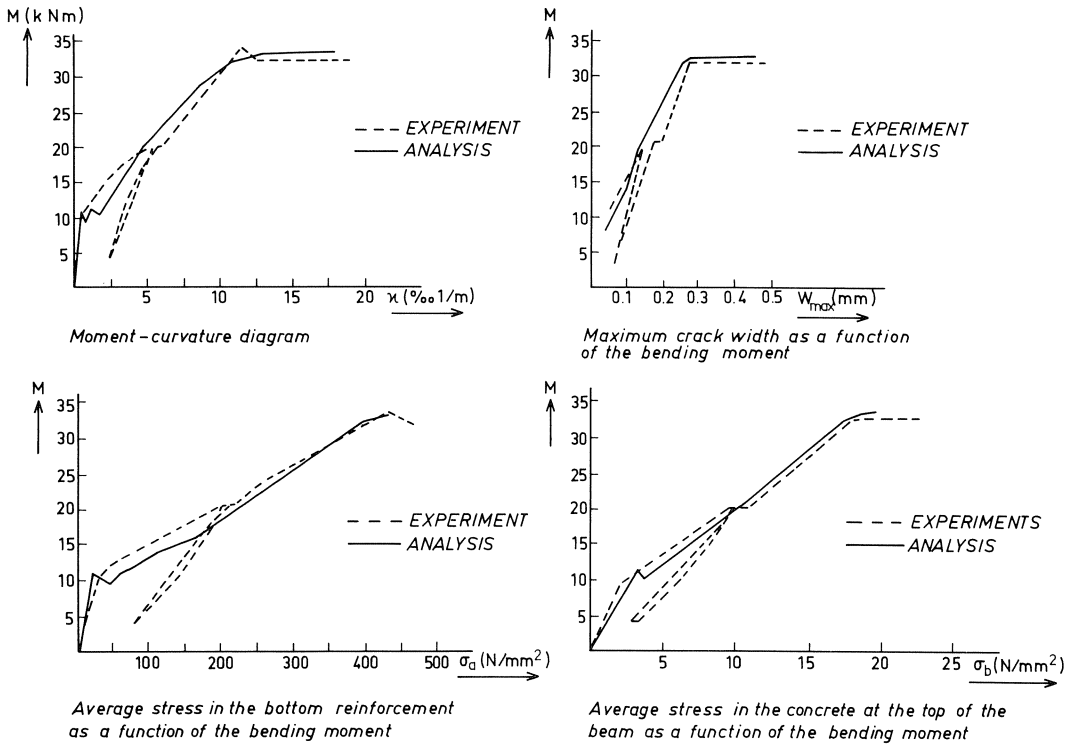 M (kNm)
35
30
25
20
15
10
5
5 10 15 20 ϰ (‰ 1/m)
--- EXPERIMENT
— ANALYSIS
Moment-curvature diagram
M
35
30
25
20
15
10
5
0.1 0.2 0.3 0.4 0.5 Wmax (mm)
--- EXPERIMENT
— ANALYSIS
Maximum crack width as a function
of the bending moment
M
35
30
25
20
15
10
5
100 200 300 400 500 σa (N/mm²)
--- EXPERIMENT
— ANALYSIS
Average stress in the bottom reinforcement
as a function of the bending moment
M
35
30
25
20
15
10
5
5 10 15 20 25 σb (N/mm²)
--- EXPERIMENTS
— ANALYSIS
Average stress in the concrete at the top of the
beam as a function of the bending moment